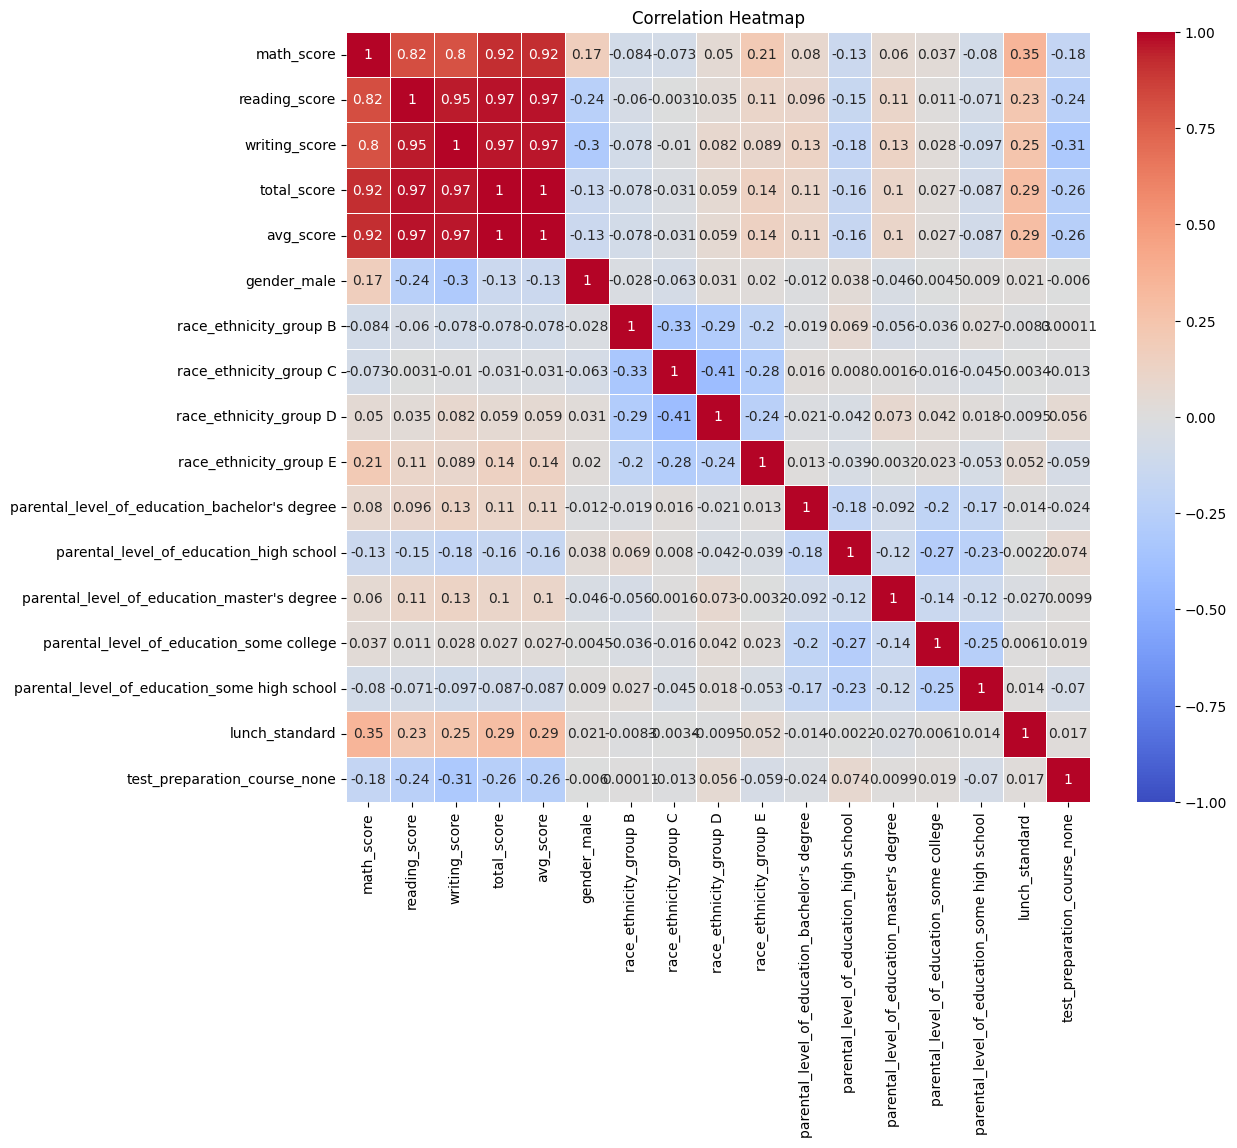 Correlation Heatmap
math_score 1 0.82 0.8 0.92 0.92 0.17 -0.084 -0.073 0.05 0.21 0.08 -0.13 0.06 0.037 -0.08 0.35 -0.18
reading_score 0.82 1 0.95 0.97 0.97 -0.24 -0.06 -0.0031 0.035 0.11 0.096 -0.15 0.11 0.011 -0.071 0.23 -0.24
writing_score 0.8 0.95 1 0.97 0.97 -0.3 -0.078 -0.01 0.082 0.089 0.13 -0.18 0.13 0.028 -0.097 0.25 -0.31
total_score 0.92 0.97 0.97 1 1 -0.13 -0.078 -0.031 0.059 0.14 0.11 -0.16 0.1 0.027 -0.087 0.29 -0.26
avg_score 0.92 0.97 0.97 1 1 -0.13 -0.078 -0.031 0.059 0.14 0.11 -0.16 0.1 0.027 -0.087 0.29 -0.26
gender_male 0.17 -0.24 -0.3 -0.13 -0.13 1 -0.028 -0.063 0.031 0.02 -0.012 0.038 -0.046 -0.0045 0.009 0.021 -0.006
race_ethnicity_group B -0.084 -0.06 -0.078 -0.078 -0.078 -0.028 1 -0.33 -0.29 -0.2 -0.019 0.069 -0.056 -0.036 0.027 -0.0083 0.00011
race_ethnicity_group C -0.073 -0.0031 -0.01 -0.031 -0.031 -0.063 -0.33 1 -0.41 -0.28 0.016 0.008 0.0016 -0.016 -0.045 -0.0034 -0.013
race_ethnicity_group D 0.05 0.035 0.082 0.059 0.059 0.031 -0.29 -0.41 1 -0.24 -0.021 -0.042 0.073 0.042 0.018 -0.0095 0.056
race_ethnicity_group E 0.21 0.11 0.089 0.14 0.14 0.02 -0.2 -0.28 -0.24 1 0.013 -0.039 -0.0032 0.023 -0.053 0.052 -0.059
parental_level_of_education_bachelor's degree 0.08 0.096 0.13 0.11 0.11 -0.012 -0.019 0.016 -0.021 0.013 1 -0.18 -0.092 -0.2 -0.17 -0.014 -0.024
parental_level_of_education_high school -0.13 -0.15 -0.18 -0.16 -0.16 0.038 0.069 0.008 -0.042 -0.039 -0.18 1 -0.12 -0.27 -0.23 -0.0022 0.074
parental_level_of_education_master's degree 0.06 0.11 0.13 0.1 0.1 -0.046 -0.056 0.0016 0.073 -0.0032 -0.092 -0.12 1 -0.14 -0.12 -0.027 0.0099
parental_level_of_education_some college 0.037 0.011 0.028 0.027 0.027 -0.0045 -0.036 -0.016 0.042 0.023 -0.2 -0.27 -0.14 1 -0.25 0.0061 0.019
parental_level_of_education_some high school -0.08 -0.071 -0.097 -0.087 -0.087 0.009 0.027 -0.045 0.018 -0.053 -0.17 -0.23 -0.12 -0.25 1 0.014 -0.07
lunch_standard 0.35 0.23 0.25 0.29 0.29 0.021 -0.0083 -0.0034 -0.0095 0.052 -0.014 -0.0022 -0.027 0.0061 0.014 1 0.017
test_preparation_course_none -0.18 -0.24 -0.31 -0.26 -0.26 -0.006 0.00011 -0.013 0.056 -0.059 -0.024 0.074 0.0099 0.019 -0.07 0.017 1
math_score
reading_score
writing_score
total_score
avg_score
gender_male
race_ethnicity_group B
race_ethnicity_group C
race_ethnicity_group D
race_ethnicity_group E
parental_level_of_education_bachelor's degree
parental_level_of_education_high school
parental_level_of_education_master's degree
parental_level_of_education_some college
parental_level_of_education_some high school
lunch_standard
test_preparation_course_none
1.00
0.75
0.50
0.25
0.00
−0.25
−0.50
−0.75
−1.00